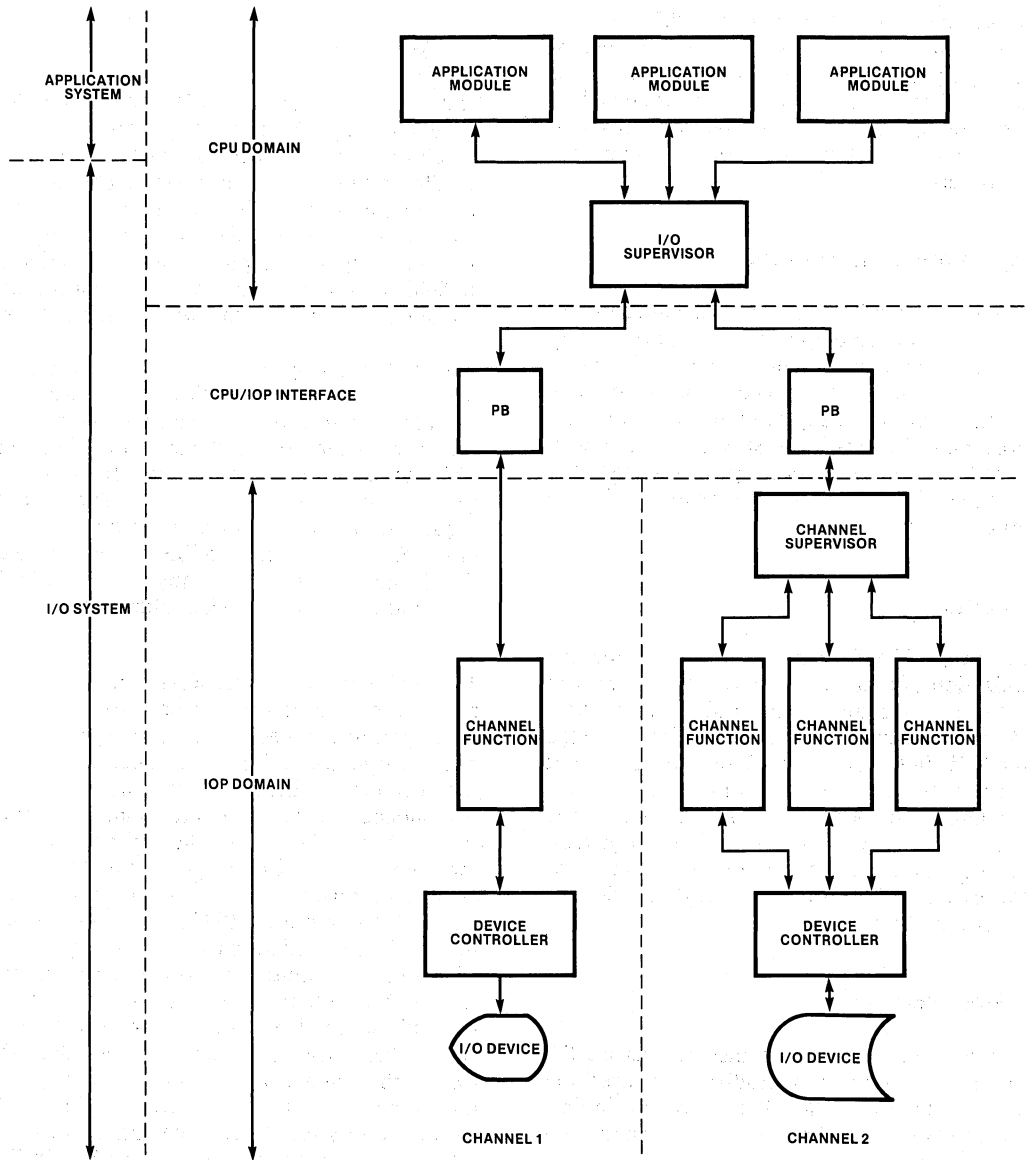 APPLICATION
SYSTEM
CPU DOMAIN
APPLICATION
MODULE
APPLICATION
MODULE
APPLICATION
MODULE
I/O
SUPERVISOR
CPU/IOP INTERFACE
PB
PB
I/O SYSTEM
IOP DOMAIN
CHANNEL
SUPERVISOR
CHANNEL
FUNCTION
CHANNEL
FUNCTION
CHANNEL
FUNCTION
CHANNEL
FUNCTION
DEVICE
CONTROLLER
DEVICE
CONTROLLER
I/O DEVICE
I/O DEVICE
CHANNEL 1
CHANNEL 2